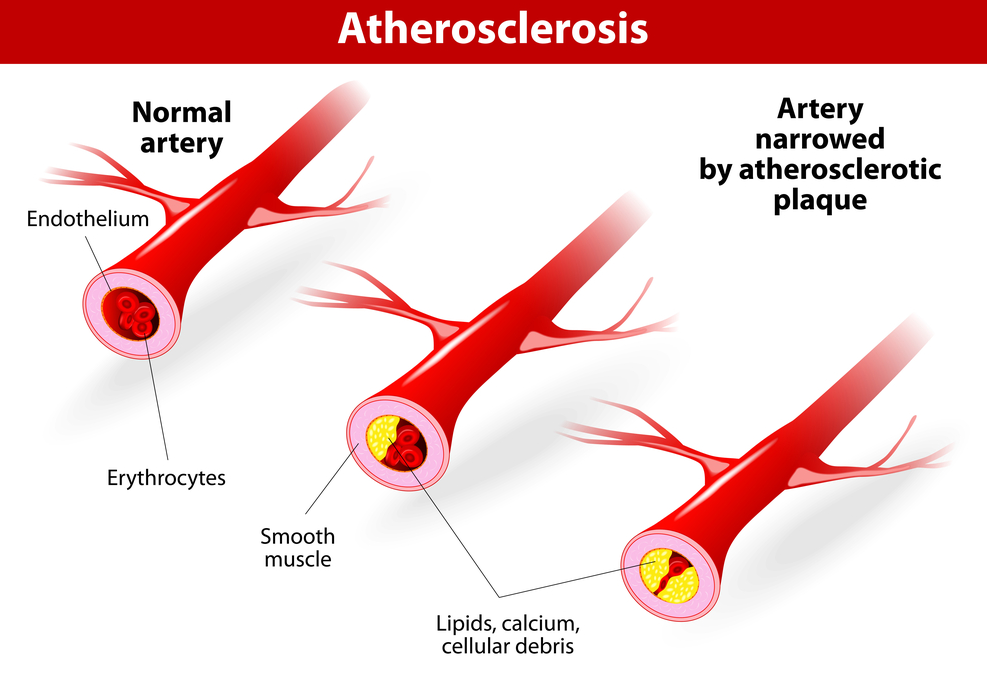 Atherosclerosis
Normal
artery
Artery
narrowed
by atherosclerotic
plaque
Endothelium
Erythrocytes
Smooth
muscle
Lipids, calcium,
cellular debris